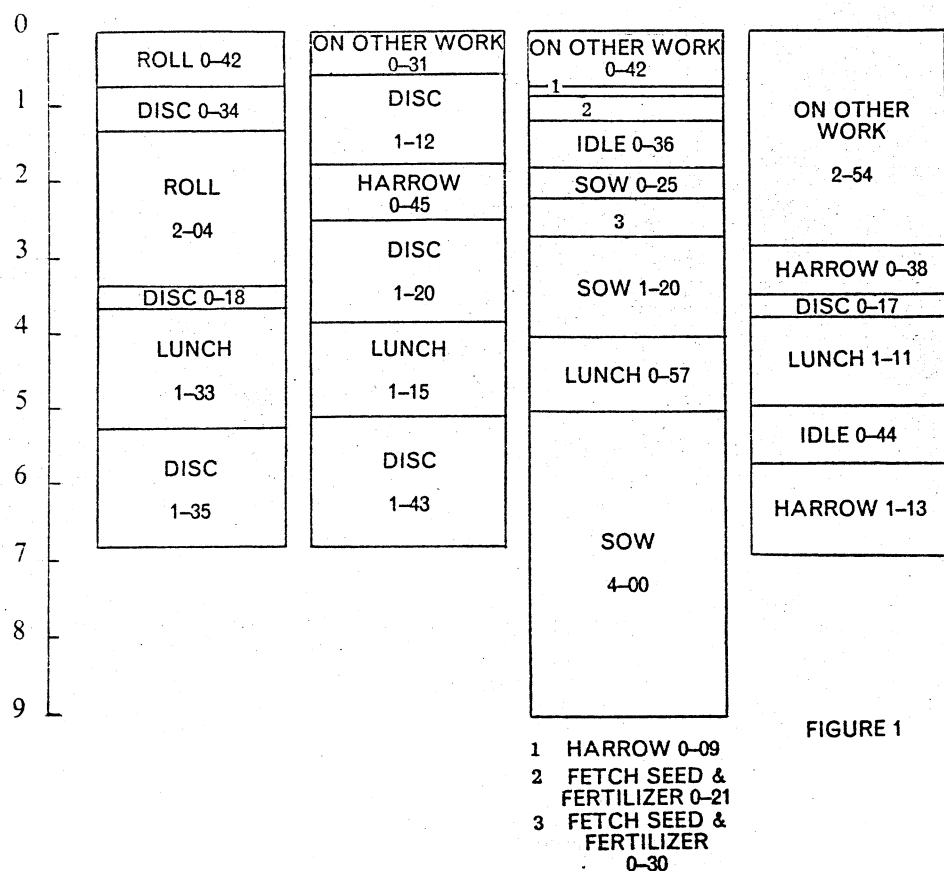 0
1
2
3
4
5
6
7
8
9
ROLL 0–42
DISC 0–34
ROLL
2–04
DISC 0–18
LUNCH
1–33
DISC
1–35
ON OTHER WORK
0–31
DISC
1–12
HARROW
0–45
DISC
1–20
LUNCH
1–15
DISC
1–43
ON OTHER WORK
0–42
1
2
IDLE 0–36
SOW 0–25
3
SOW 1–20
LUNCH 0–57
SOW
4–00
1 HARROW 0–09
2 FETCH SEED &
FERTILIZER 0–21
3 FETCH SEED &
FERTILIZER
0–30
ON OTHER
WORK
2–54
HARROW 0–38
DISC 0–17
LUNCH 1–11
IDLE 0–44
HARROW 1–13
FIGURE 1